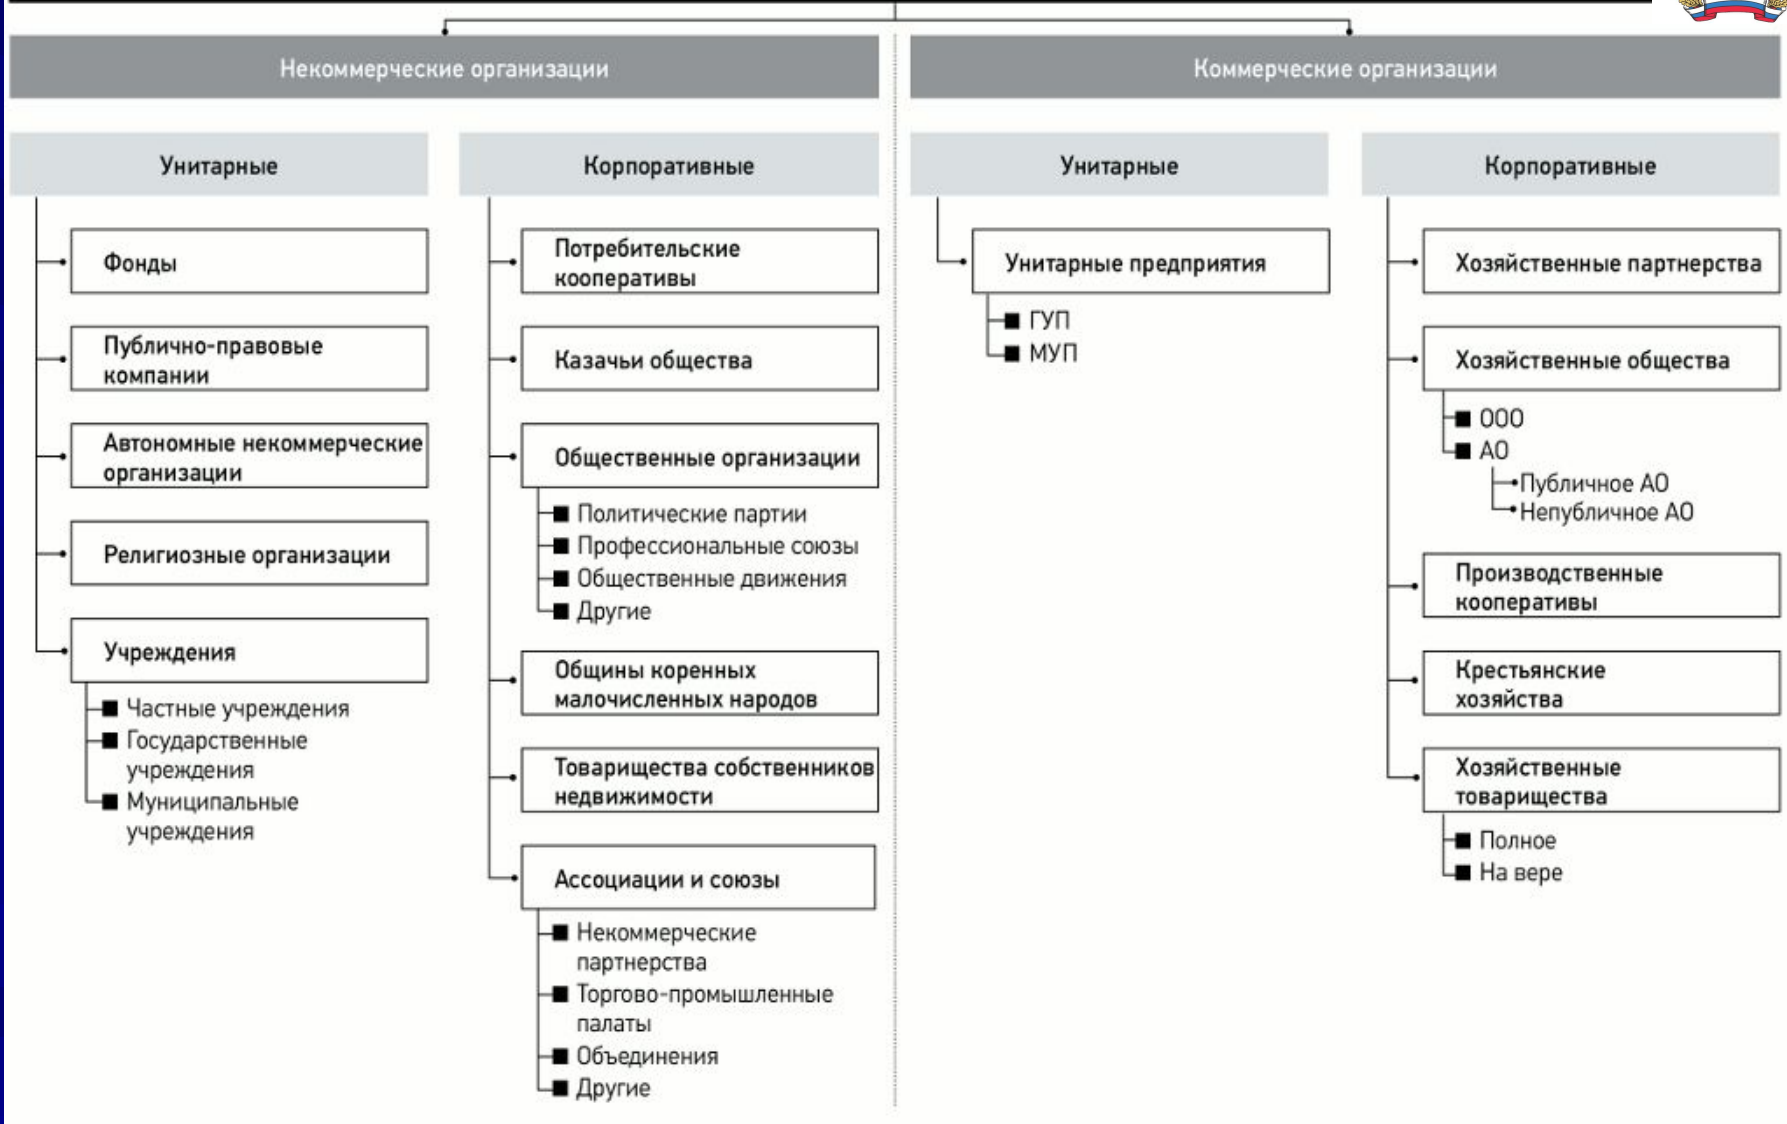 Некоммерческие организации
Унитарные
Фонды
Публично-правовые
компании
Автономные некоммерческие
организации
Религиозные организации
Учреждения
Частные учреждения
Государственные
учреждения
Муниципальные
учреждения
Корпоративные
Потребительские
кооперативы
Казачьи общества
Общественные организации
Политические партии
Профессиональные союзы
Общественные движения
Другие
Общины коренных
малочисленных народов
Товарищества собственников
недвижимости
Ассоциации и союзы
Некоммерческие
партнерства
Торгово-промышленные
палаты
Объединения
Другие
Коммерческие организации
Унитарные
Унитарные предприятия
ГУП
МУП
Корпоративные
Хозяйственные партнерства
Хозяйственные общества
ООО
АО
Публичное АО
Непубличное АО
Производственные
кооперативы
Крестьянские
хозяйства
Хозяйственные
товарищества
Полное
На вере